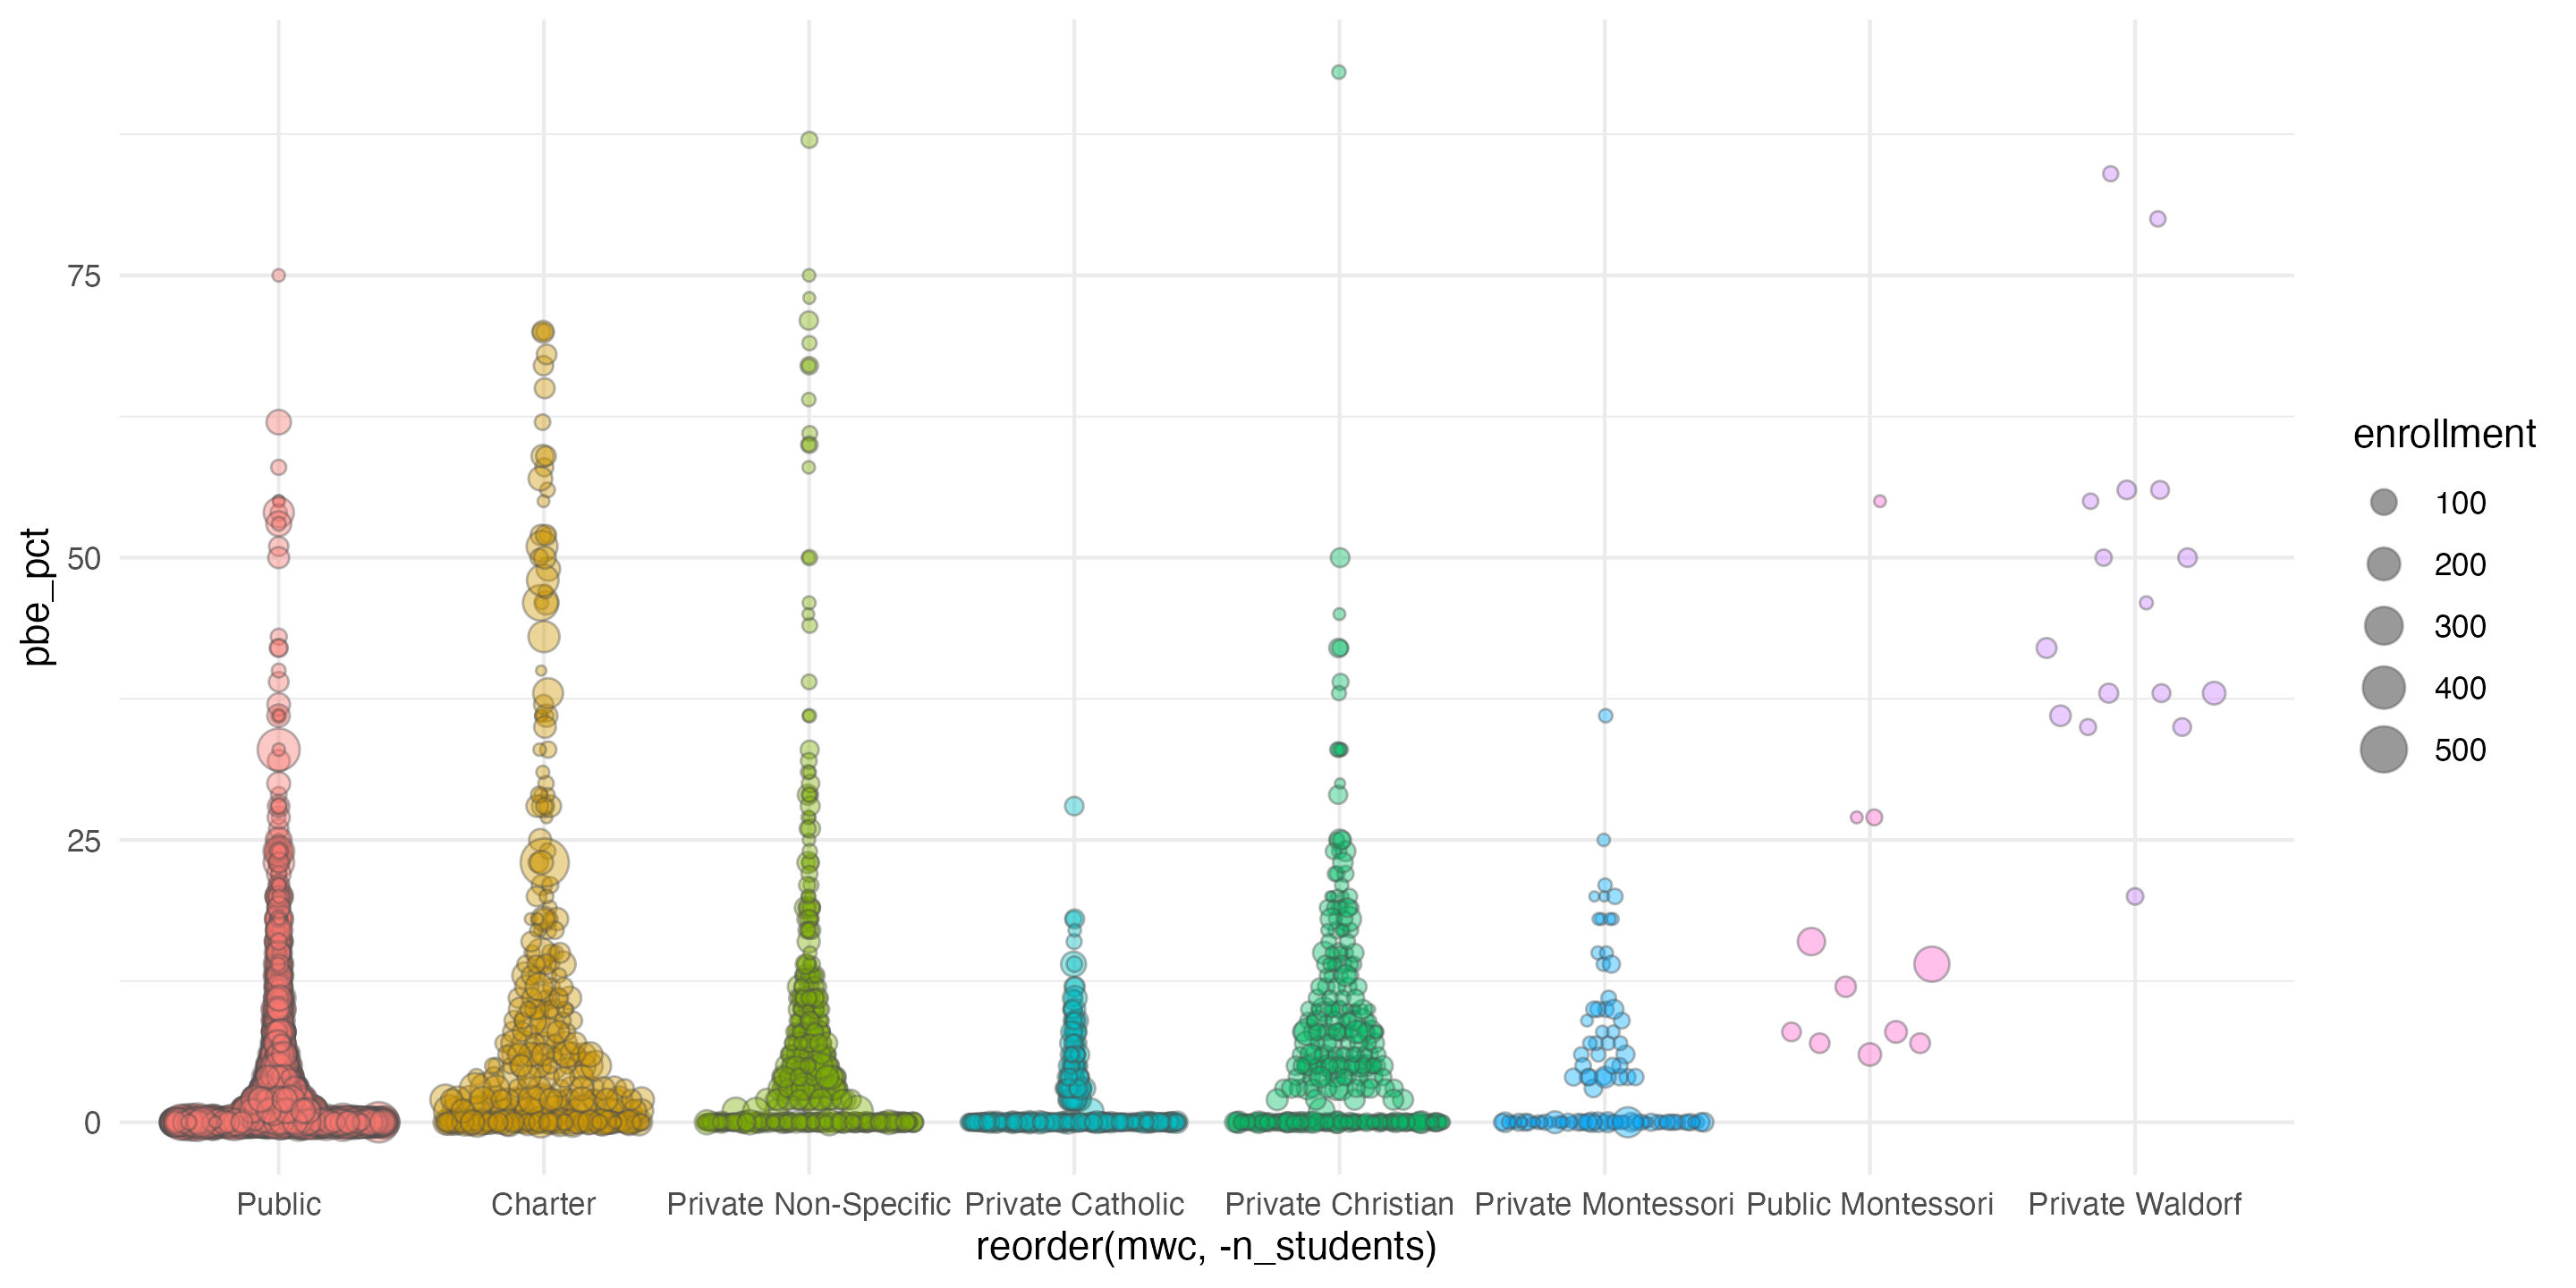 pbe_pct
75
50
25
0
Public
Charter
Private Non-Specific
Private Catholic
Private Christian
Private Montessori
Public Montessori
Private Waldorf
reorder(mwc, -n_students)
enrollment
100
200
300
400
500